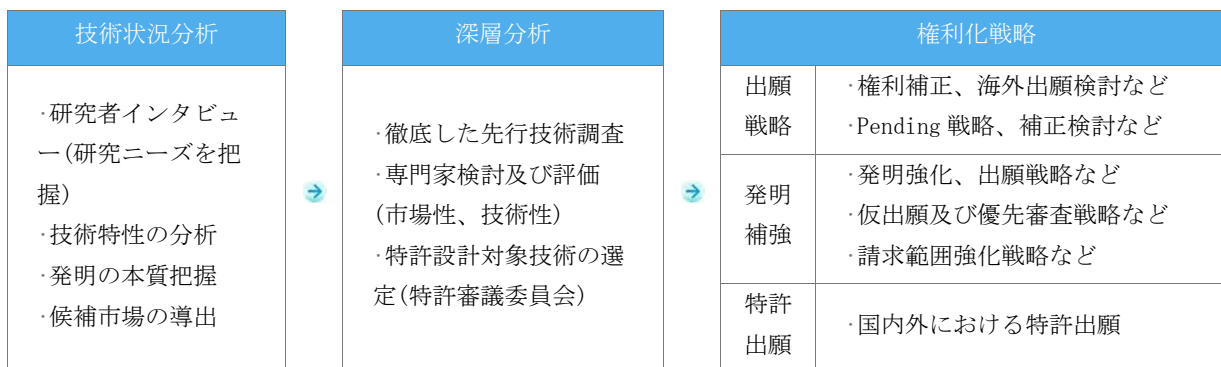 技術状況分析
·研究者インタビュ
ー(研究ニーズを把
握)
·技術特性の分析
·発明の本質把握
·候補市場の導出
深層分析
·徹底した先行技術調査
·専門家検討及び評価
(市場性、技術性)
·特許設計対象技術の選
定(特許審議委員会)
権利化戦略
出願
戦略
·権利補正、海外出願検討など
·Pending 戦略、補正検討など
発明
補強
·発明強化、出願戦略など
·仮出願及び優先審査戦略など
·請求範囲強化戦略など
特許
出願
·国内外における特許出願